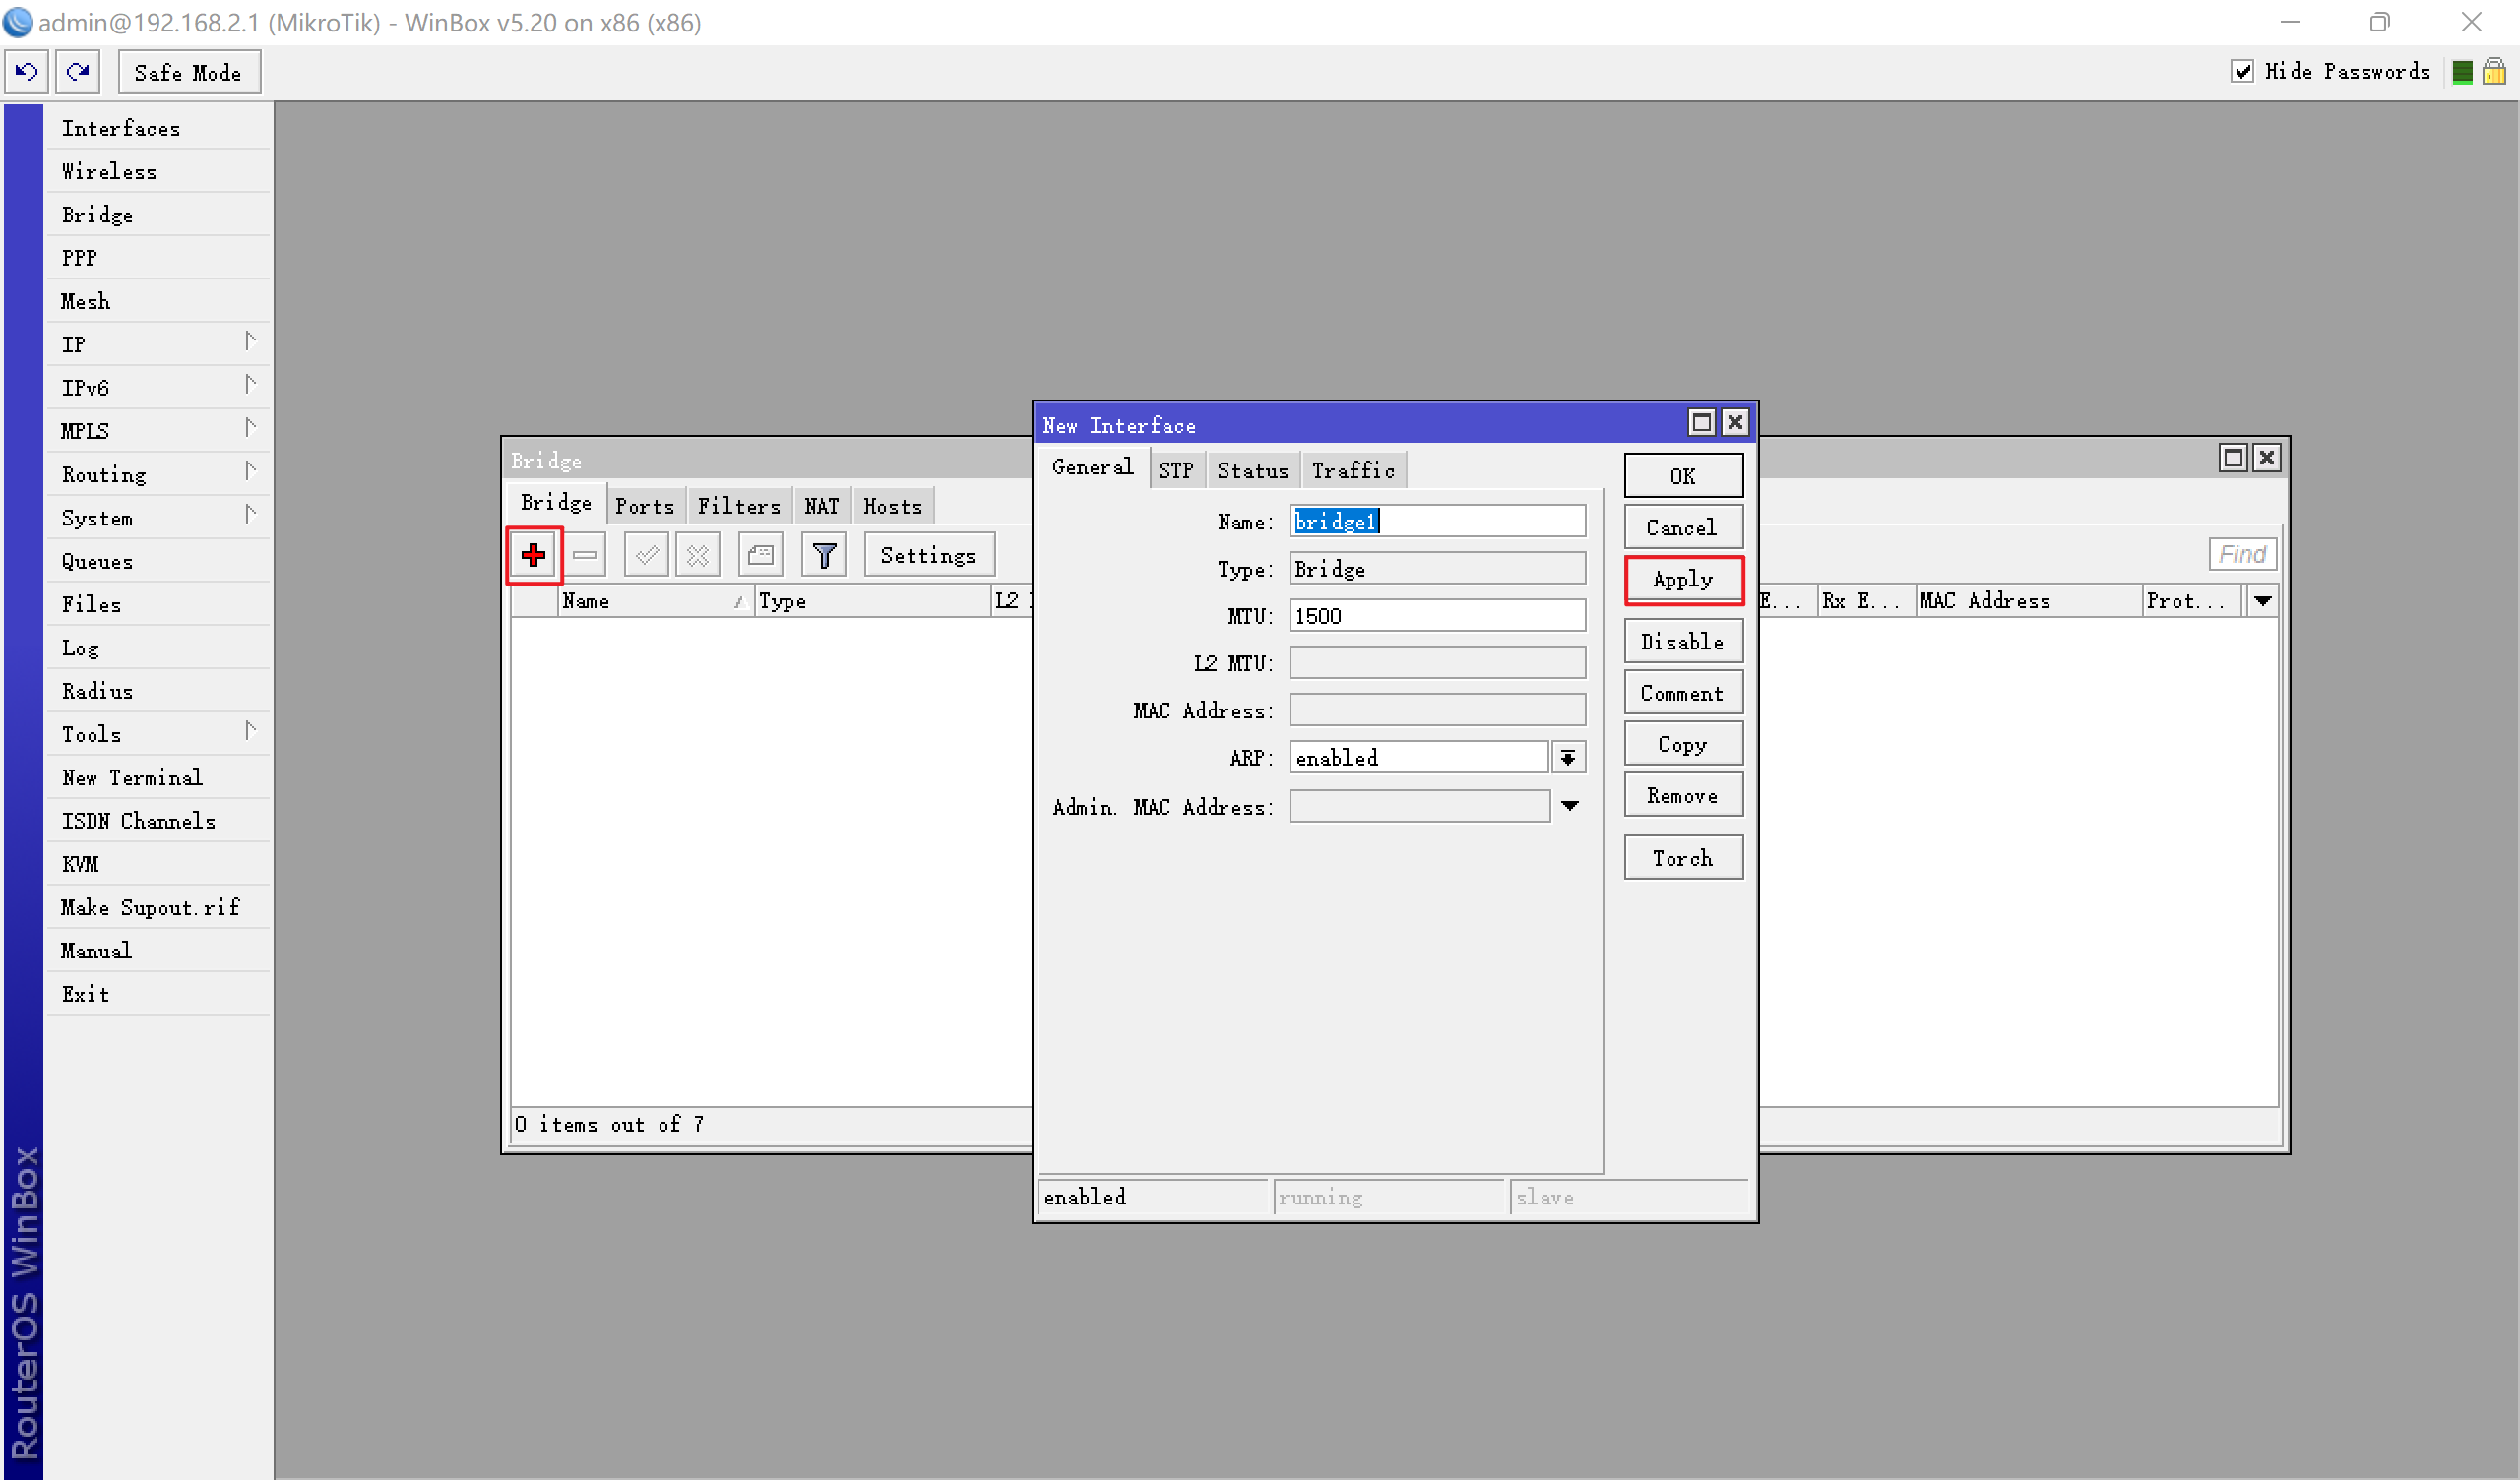 admin@192.168.2.1 (MikroTik) - WinBox v5.20 on x86 (x86)
Safe Mode
Hide Passwords
Interfaces
Wireless
Bridge
PPP
Mesh
IP
IPv6
MPLS
Routing
System
Queues
Files
Log
Radius
Tools
New Terminal
ISDN Channels
KVM
Make Supout.rif
Manual
Exit
RouterOS WinBox
Bridge
Bridge Ports Filters NAT Hosts
Settings
Find
Name Type L2 E... Rx E... MAC Address Prot...
0 items out of 7
New Interface
General STP Status Traffic
Name: bridge1
Type: Bridge
MTU: 1500
L2 MTU:
MAC Address:
ARP: enabled
Admin. MAC Address:
OK
Cancel
Apply
Disable
Comment
Copy
Remove
Torch
enabled running slave